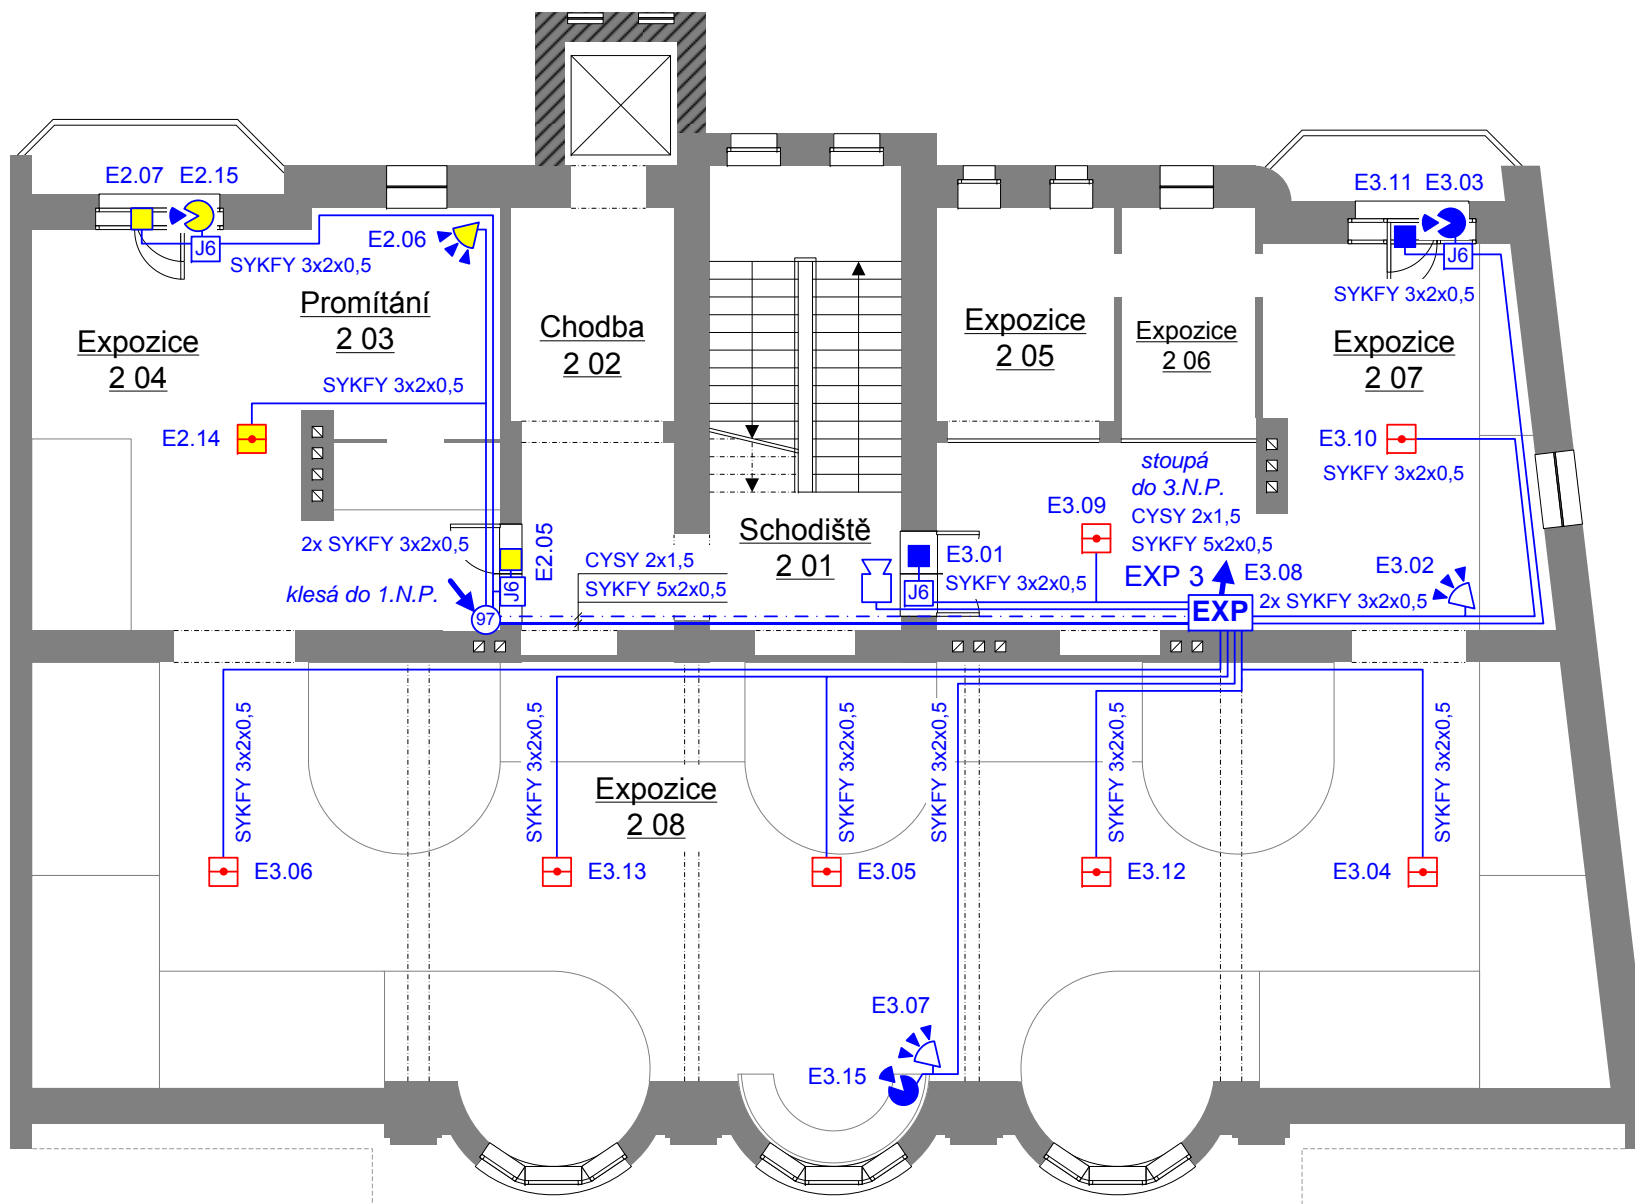 E2.07 E2.15
E3.11 E3.03
J6
SYKFY 3x2x0,5
E2.06
J6
SYKFY 3x2x0,5
Promítání
2 03
Expozice
2 04
Chodba
2 02
Expozice
2 05
Expozice
2 06
Expozice
2 07
SYKFY 3x2x0,5
E2.14
E3.10
SYKFY 3x2x0,5
stoupá
do 3.N.P.
CYSY 2x1,5
SYKFY 5x2x0,5
E3.09
Schodiště
2 01
2x SYKFY 3x2x0,5
E2.05
J6
CYSY 2x1,5
SYKFY 5x2x0,5
klesá do 1.N.P.
97
E3.01
SYKFY 3x2x0,5
J6
EXP 3
E3.08
2x SYKFY 3x2x0,5
E3.02
EXP
SYKFY 3x2x0,5
SYKFY 3x2x0,5
SYKFY 3x2x0,5
SYKFY 3x2x0,5
SYKFY 3x2x0,5
SYKFY 3x2x0,5
Expozice
2 08
E3.06
E3.13
E3.05
E3.12
E3.04
E3.07
E3.15